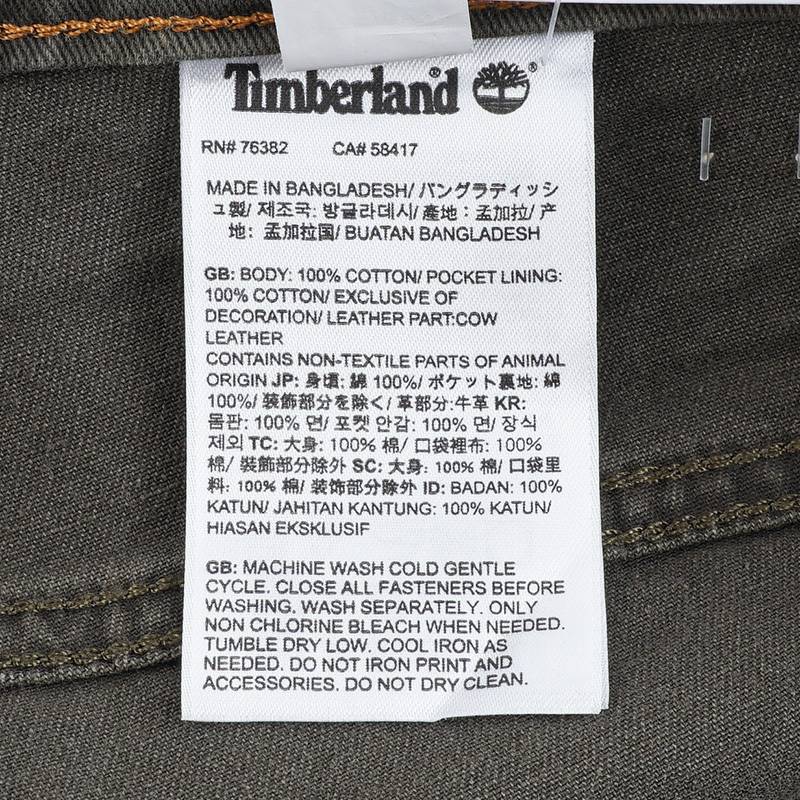 Timberland® ®
RN# 76382 CA# 58417
MADE IN BANGLADESH/ バングラディッシ
ュ製/ 제조국: 방글라데시/ 產地：孟加拉/ 产
地：孟加拉国/ BUATAN BANGLADESH
GB: BODY: 100% COTTON/ POCKET LINING:
100% COTTON/ EXCLUSIVE OF
DECORATION/ LEATHER PART:COW
LEATHER
CONTAINS NON-TEXTILE PARTS OF ANIMAL
ORIGIN JP: 身頃: 綿 100%/ ポケット裏地: 綿
100%/ 装飾部分を除く/ 革部分:牛革 KR:
몸판: 100% 면/ 포켓 안감: 100% 면/ 장식
제외 TC: 大身: 100% 棉/ 口袋裡布: 100%
棉/ 裝飾部分除外 SC: 大身: 100% 棉/ 口袋里
料: 100% 棉/ 装饰部分除外 ID: BADAN: 100%
KATUN/ JAHITAN KANTUNG: 100% KATUN/
HIASAN EKSKLUSIF
GB: MACHINE WASH COLD GENTLE
CYCLE. CLOSE ALL FASTENERS BEFORE
WASHING. WASH SEPARATELY. ONLY
NON CHLORINE BLEACH WHEN NEEDED.
TUMBLE DRY LOW. COOL IRON AS
NEEDED. DO NOT IRON PRINT AND
ACCESSORIES. DO NOT DRY CLEAN.